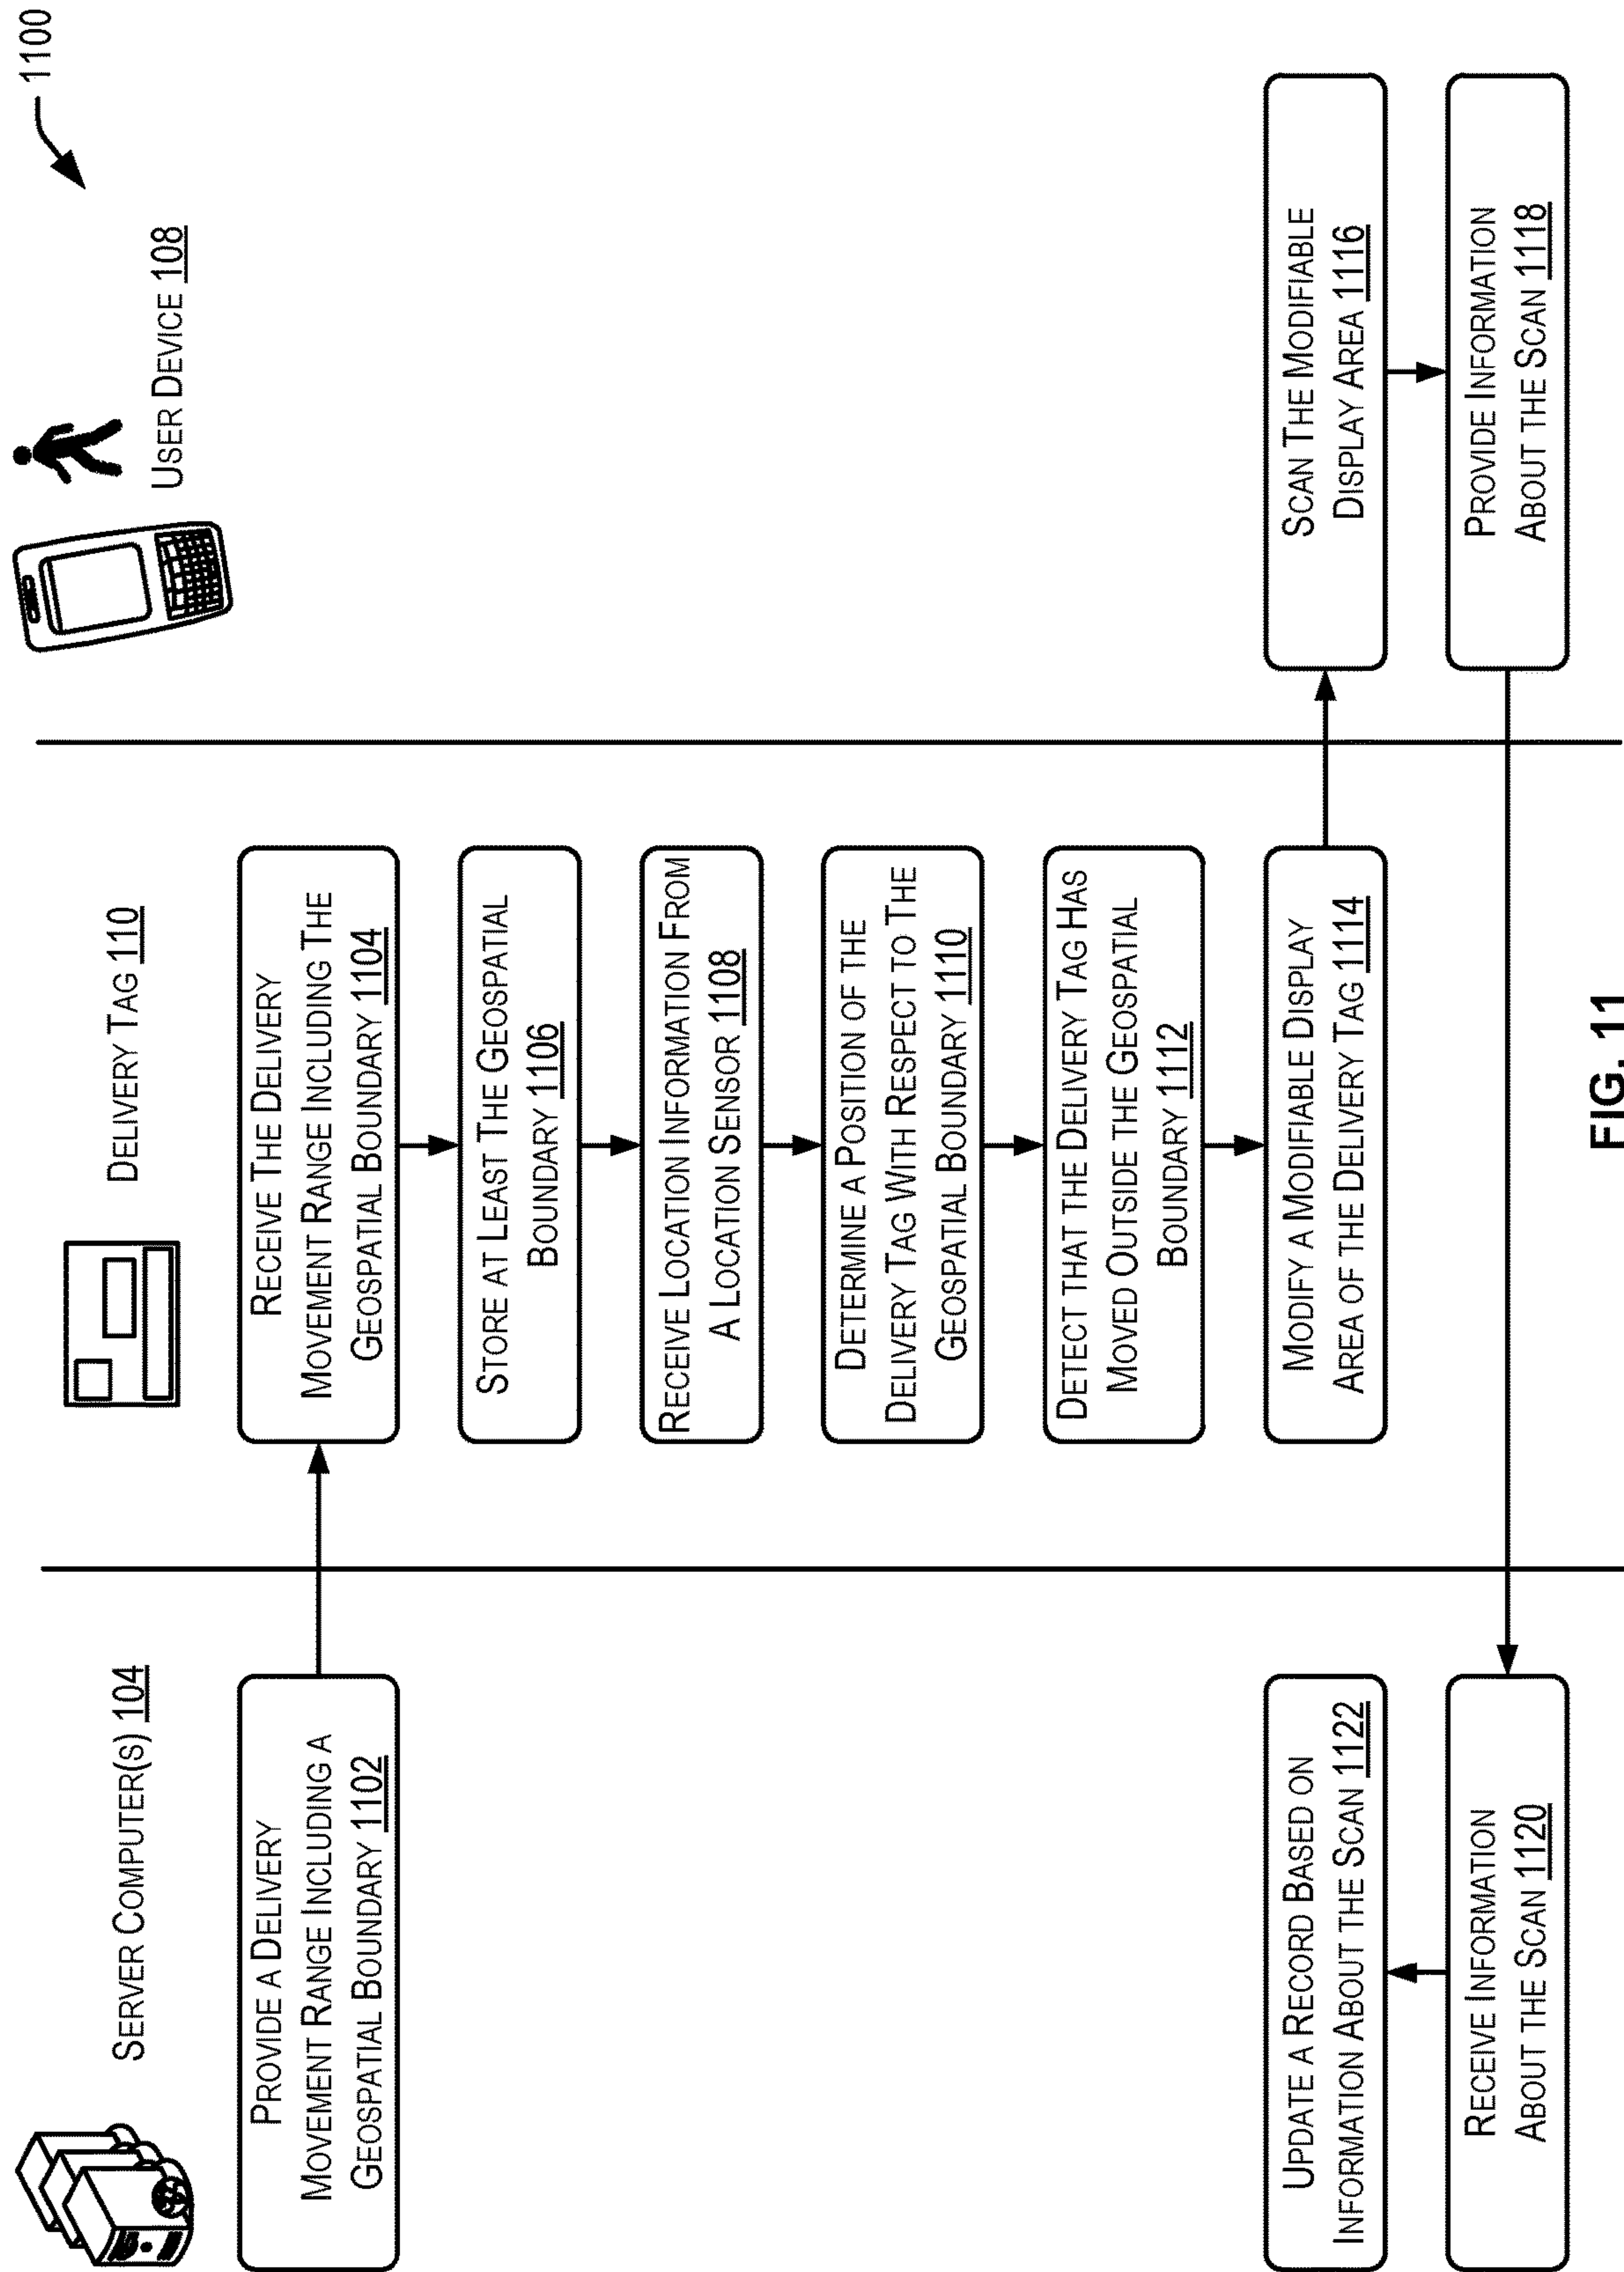 1100
SERVER COMPUTER(S) 104
DELIVERY TAG 110
USER DEVICE 108
PROVIDE A DELIVERY
MOVEMENT RANGE INCLUDING A
GEOSPATIAL BOUNDARY 1102
RECEIVE THE DELIVERY
MOVEMENT RANGE INCLUDING THE
GEOSPATIAL BOUNDARY 1104
STORE AT LEAST THE GEOSPATIAL
BOUNDARY 1106
RECEIVE LOCATION INFORMATION FROM
A LOCATION SENSOR 1108
DETERMINE A POSITION OF THE
DELIVERY TAG WITH RESPECT TO THE
GEOSPATIAL BOUNDARY 1110
DETECT THAT THE DELIVERY TAG HAS
MOVED OUTSIDE THE GEOSPATIAL
BOUNDARY 1112
MODIFY A MODIFIABLE DISPLAY
AREA OF THE DELIVERY TAG 1114
SCAN THE MODIFIABLE
DISPLAY AREA 1116
PROVIDE INFORMATION
ABOUT THE SCAN 1118
UPDATE A RECORD BASED ON
INFORMATION ABOUT THE SCAN 1122
RECEIVE INFORMATION
ABOUT THE SCAN 1120
FIG. 11